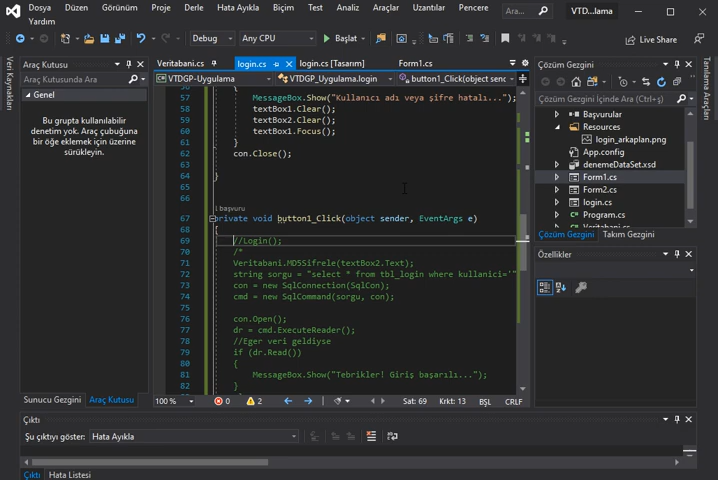 Dosya Düzen Görünüm Proje Derle Hata Ayıkla Biçim Test Analiz Araçlar Uzantılar Pencere Ara... VTD...lama
Yardım
Debug Any CPU Başlat Live Share
Veri Kaynakları
Araç Kutusu
Araç Kutusunda Ara
Genel
Bu grupta kullanılabilir
denetim yok. Araç çubuğuna
bir öğe eklemek için üzerine
sürükleyin.
Sunucu Gezgini Araç Kutusu
Veritabani.cs login.cs login.cs [Tasarım] Form1.cs
VTDGP-Uygulama VTDGP_Uygulama.login button1_Click(object senc
56 {
57 MessageBox.Show("Kullanıcı adı veya şifre hatalı...");
58 textBox1.Clear();
59 textBox2.Clear();
60 textBox1.Focus();
61 }
62 con.Close();
63
64 }
65
66
1 başvuru
67 private void button1_Click(object sender, EventArgs e)
68 {
69 //Login();
70 /*
71 Veritabani.MD5Sifrele(textBox2.Text);
72 string sorgu = "select * from tbl_login where kullanici='"
73 con = new SqlConnection(SqlCon);
74 cmd = new SqlCommand(sorgu, con);
75
76 con.Open();
77 dr = cmd.ExecuteReader();
78 //Eger veri geldiyse
79 if (dr.Read())
80 {
81 MessageBox.Show("Tebrikler! Giriş başarılı...");
82 }
100 % 0 2 Sat: 69 Krkt: 13 BŞL CRLF
Çözüm Gezgini
Çözüm Gezgini İçinde Ara (Ctrl+ş)
Başvurular
Resources
login_arkaplan.png
App.config
denemeDataSet.xsd
Form1.cs
Form2.cs
login.cs
Program.cs
Veritabani.cs
Çözüm Gezgini Takım Gezgini
Özellikler
Tanılama Araçları
Çıktı
Şu çıktıyı göster: Hata Ayıkla
Çıktı Hata Listesi